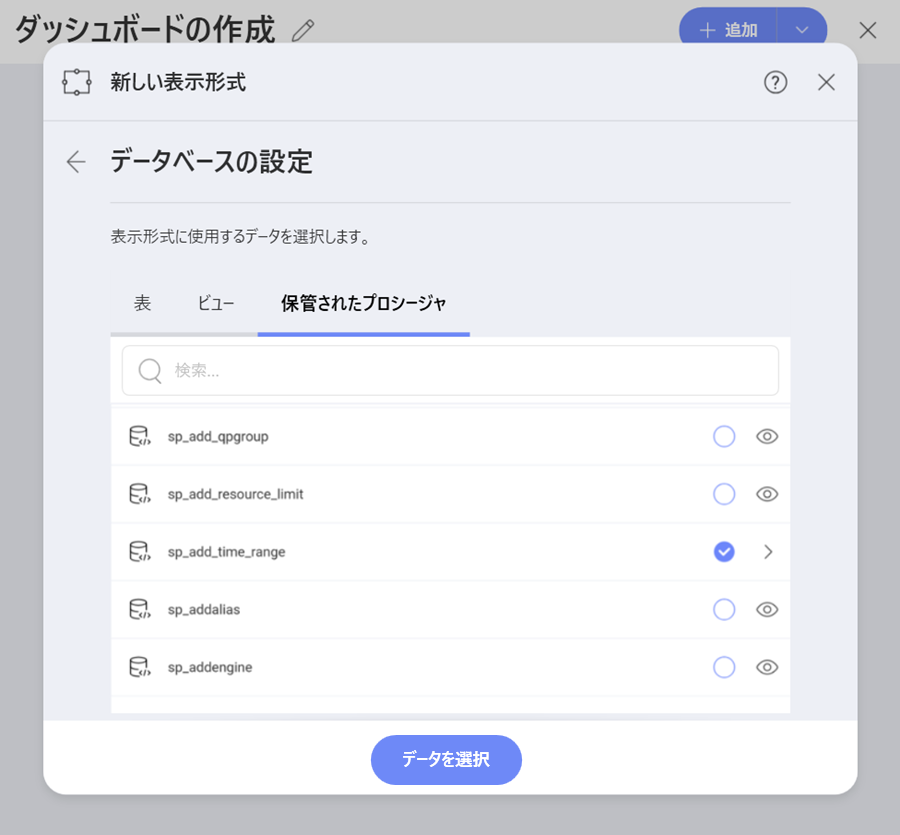 ダッシュボードの作成
追加
新しい表示形式
データベースの設定
表示形式に使用するデータを選択します。
表 ビュー 保管されたプロシージャ
検索...
sp_add_qpgroup
sp_add_resource_limit
sp_add_time_range
sp_addalias
sp_addengine
データを選択